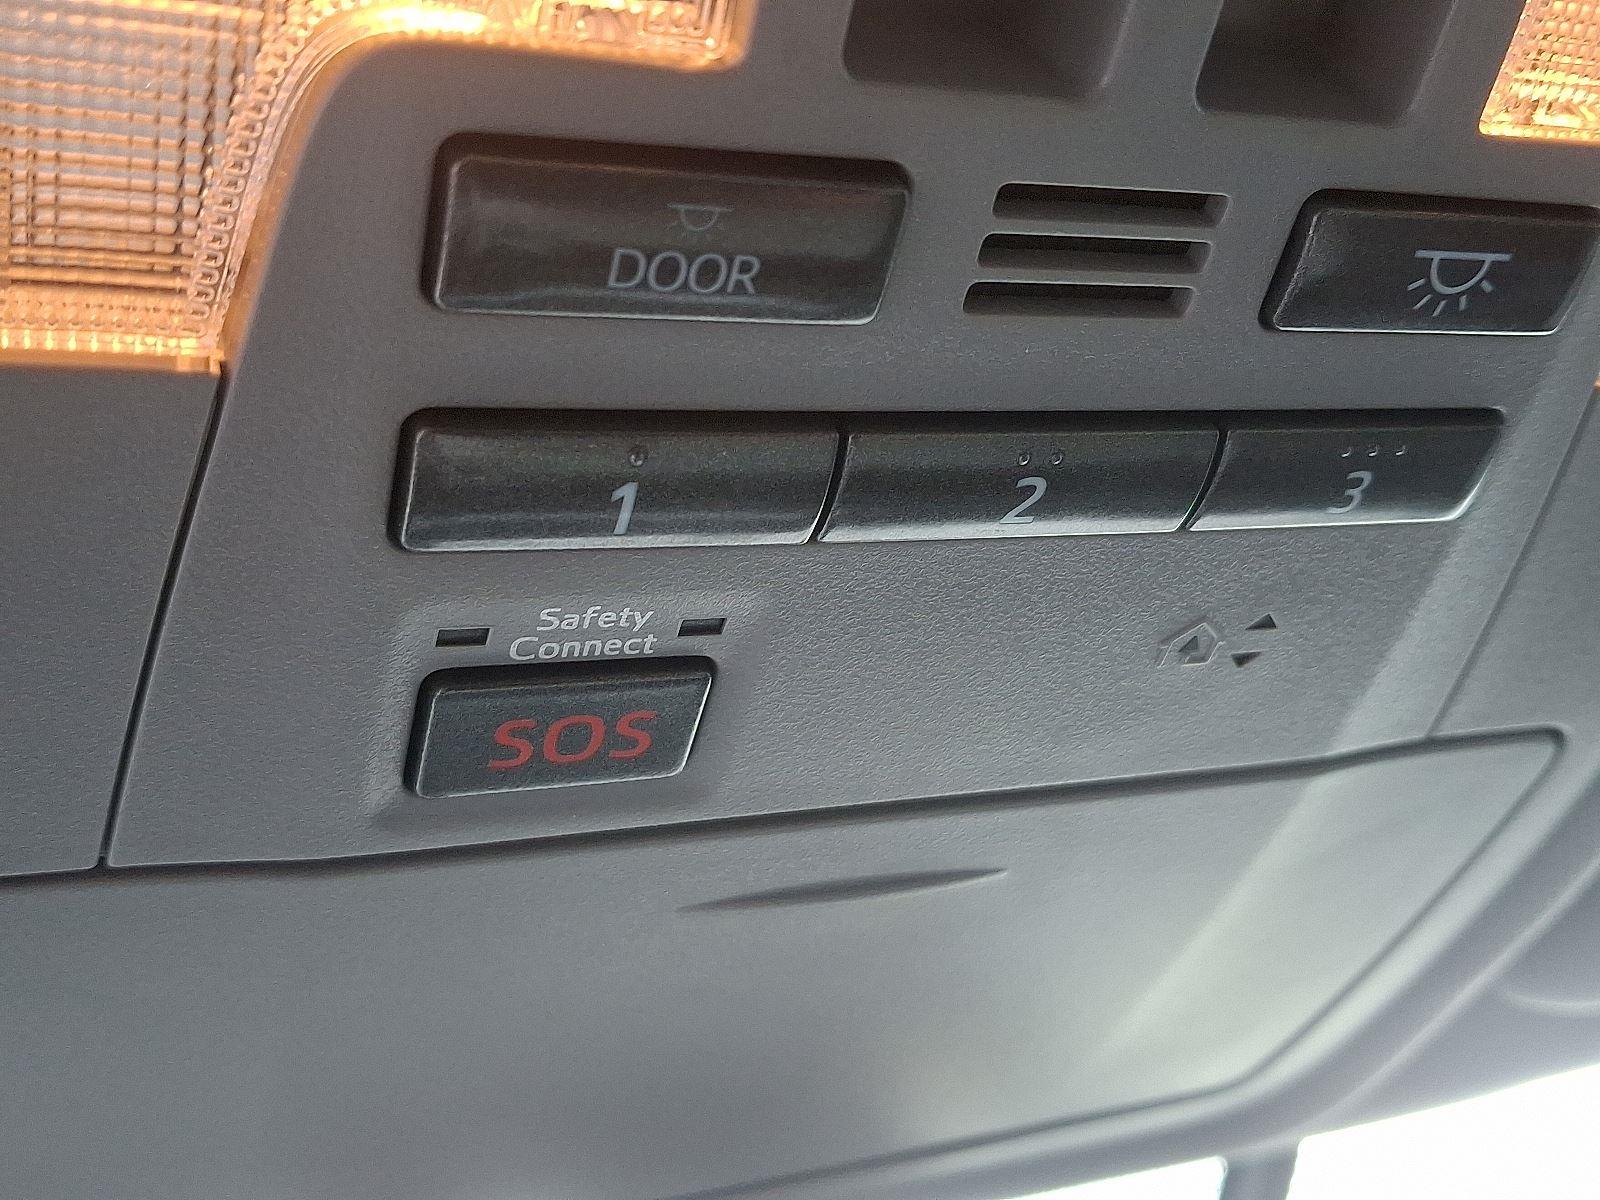 DOOR
1 2 3
Safety
Connect
SOS